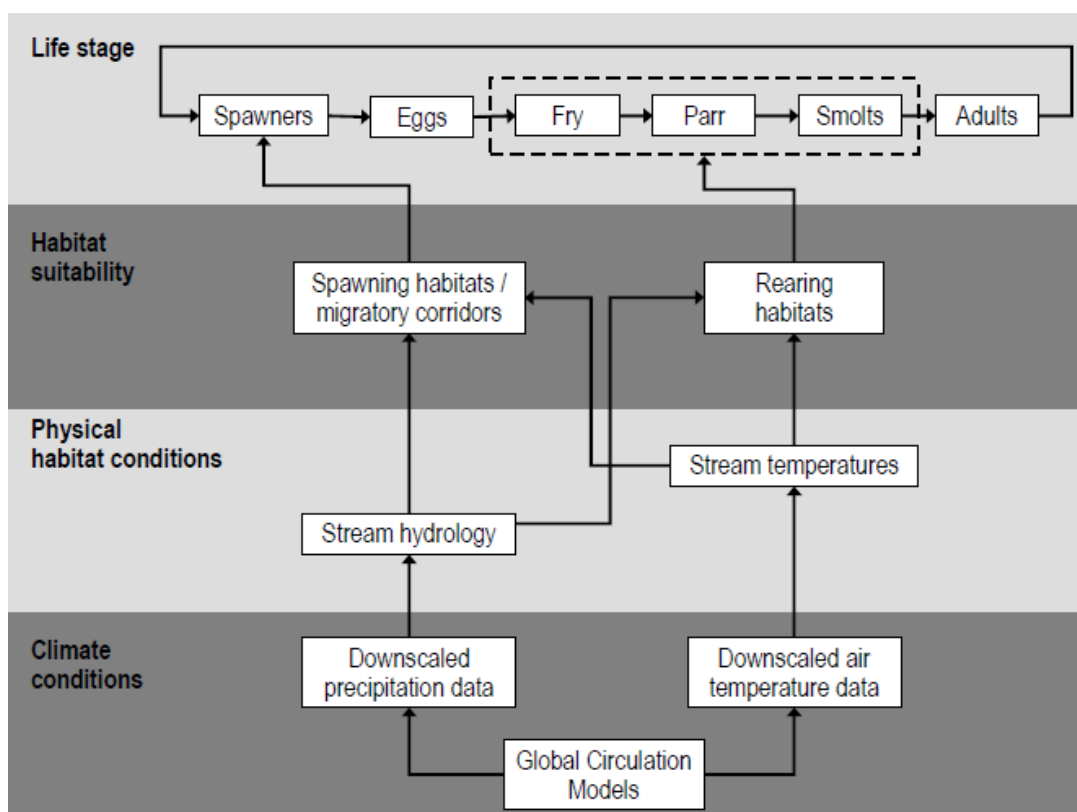 Life stage
Spawners
Eggs
Fry
Parr
Smolts
Adults
Habitat
suitability
Spawning habitats /
migratory corridors
Rearing
habitats
Physical
habitat conditions
Stream temperatures
Stream hydrology
Climate
conditions
Downscaled
precipitation data
Downscaled air
temperature data
Global Circulation
Models